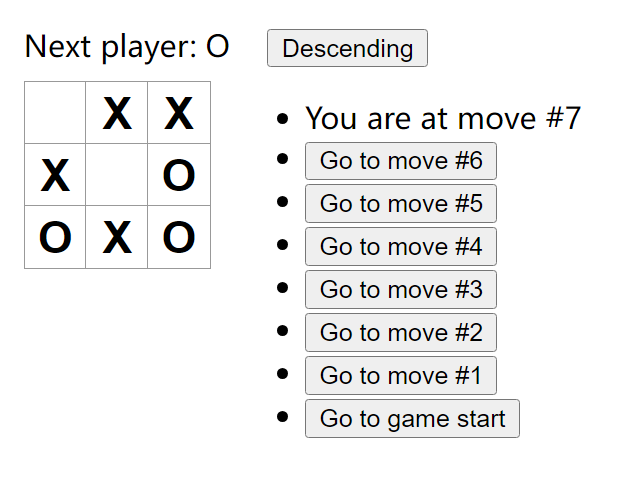 Next player: O
Descending
X X
X O
O X O
You are at move #7
Go to move #6
Go to move #5
Go to move #4
Go to move #3
Go to move #2
Go to move #1
Go to game start